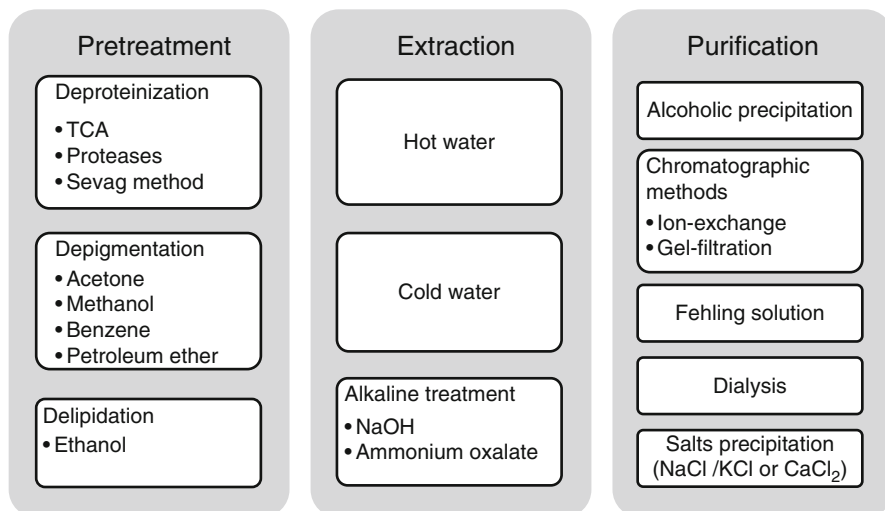 Pretreatment
Deproteinization
• TCA
• Proteases
• Sevag method
Depigmentation
• Acetone
• Methanol
• Benzene
• Petroleum ether
Delipidation
• Ethanol
Extraction
Hot water
Cold water
Alkaline treatment
• NaOH
• Ammonium oxalate
Purification
Alcoholic precipitation
Chromatographic
methods
• Ion-exchange
• Gel-filtration
Fehling solution
Dialysis
Salts precipitation
(NaCl /KCl or CaCl₂)